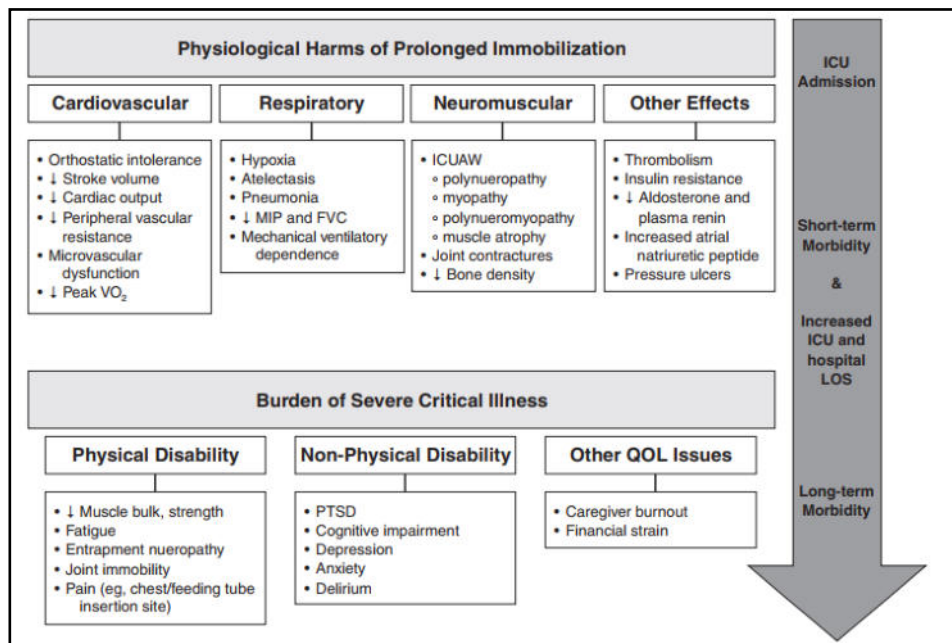 Physiological Harms of Prolonged Immobilization
Cardiovascular
• Orthostatic intolerance
• ↓ Stroke volume
• ↓ Cardiac output
• ↓ Peripheral vascular
resistance
• Microvascular
dysfunction
• ↓ Peak VO₂
Respiratory
• Hypoxia
• Atelectasis
• Pneumonia
• ↓ MIP and FVC
• Mechanical ventilatory
dependence
Neuromuscular
• ICUAW
∘ polynueropathy
∘ myopathy
∘ polynueromyopathy
∘ muscle atrophy
• Joint contractures
• ↓ Bone density
Other Effects
• Thrombolism
• Insulin resistance
• ↓ Aldosterone and
plasma renin
• Increased atrial
natriuretic peptide
• Pressure ulcers
Burden of Severe Critical Illness
Physical Disability
• ↓ Muscle bulk, strength
• Fatigue
• Entrapment nueropathy
• Joint immobility
• Pain (eg, chest/feeding tube
insertion site)
Non-Physical Disability
• PTSD
• Cognitive impairment
• Depression
• Anxiety
• Delirium
Other QOL Issues
• Caregiver burnout
• Financial strain
ICU
Admission
Short-term
Morbidity
&
Increased
ICU and
hospital
LOS
Long-term
Morbidity